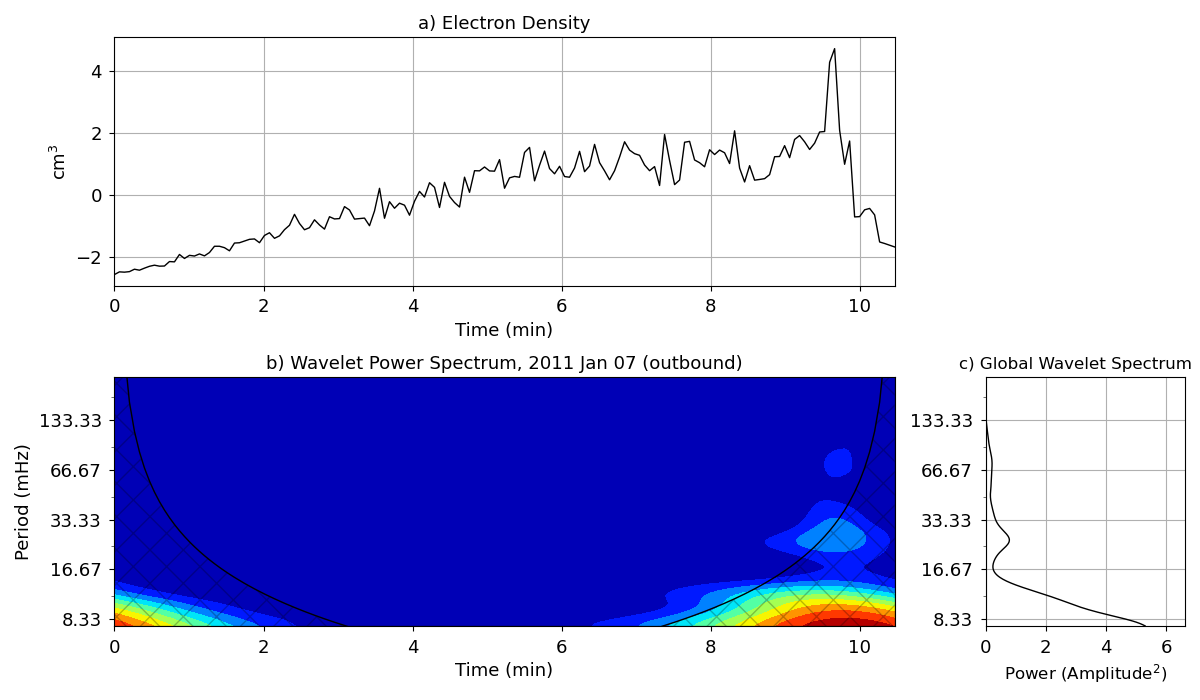 a) Electron Density
4
2
0
−2
cm³
0 2 4 6 8 10
Time (min)
b) Wavelet Power Spectrum, 2011 Jan 07 (outbound)
133.33
66.67
33.33
16.67
8.33
Period (mHz)
0 2 4 6 8 10
Time (min)
c) Global Wavelet Spectrum
133.33
66.67
33.33
16.67
8.33
0 2 4 6
Power (Amplitude²)